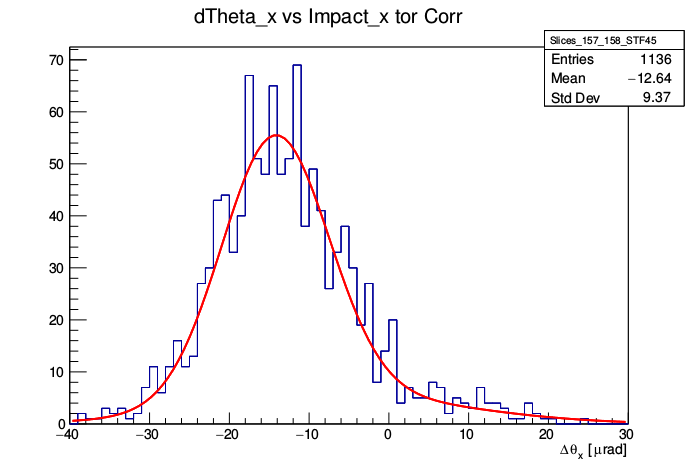 dTheta_x vs Impact_x tor Corr
Slices_157_158_STF45
Entries 1136
Mean −12.64
Std Dev 9.37
70
60
50
40
30
20
10
0
−40 −30 −20 −10 0 10 20 30
Δθx [μrad]